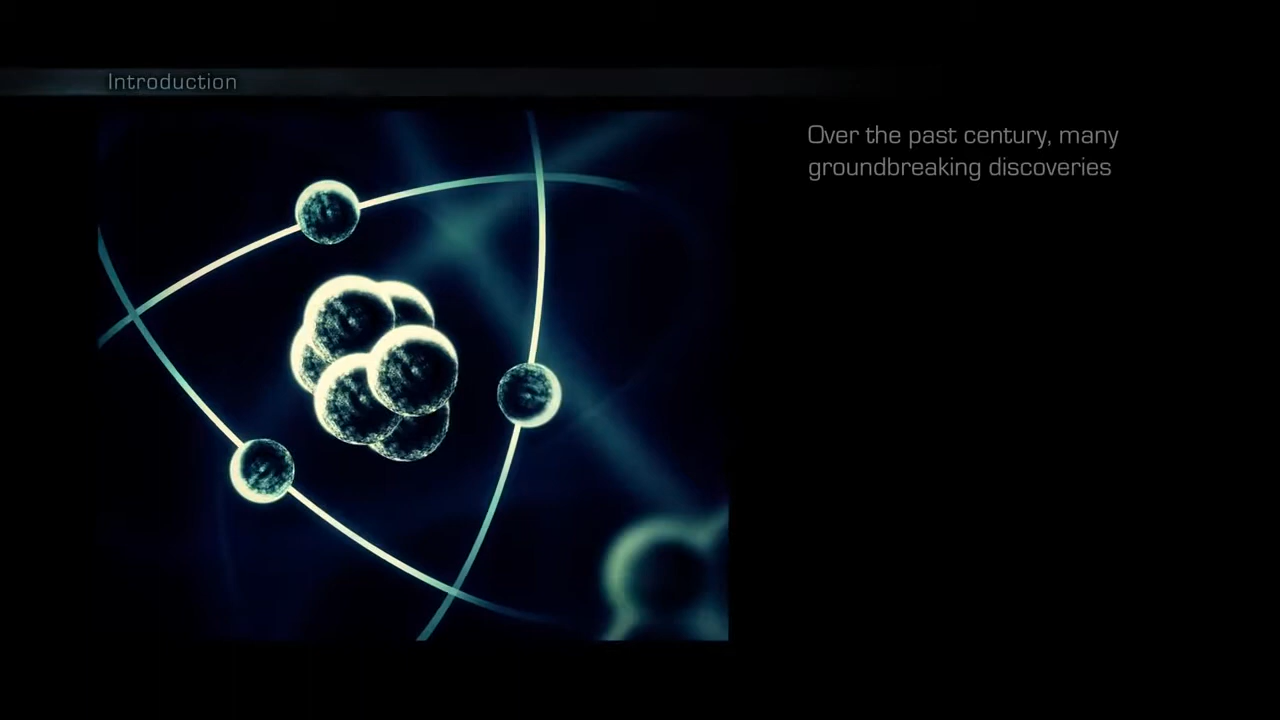 Introduction
Over the past century, many
groundbreaking discoveries